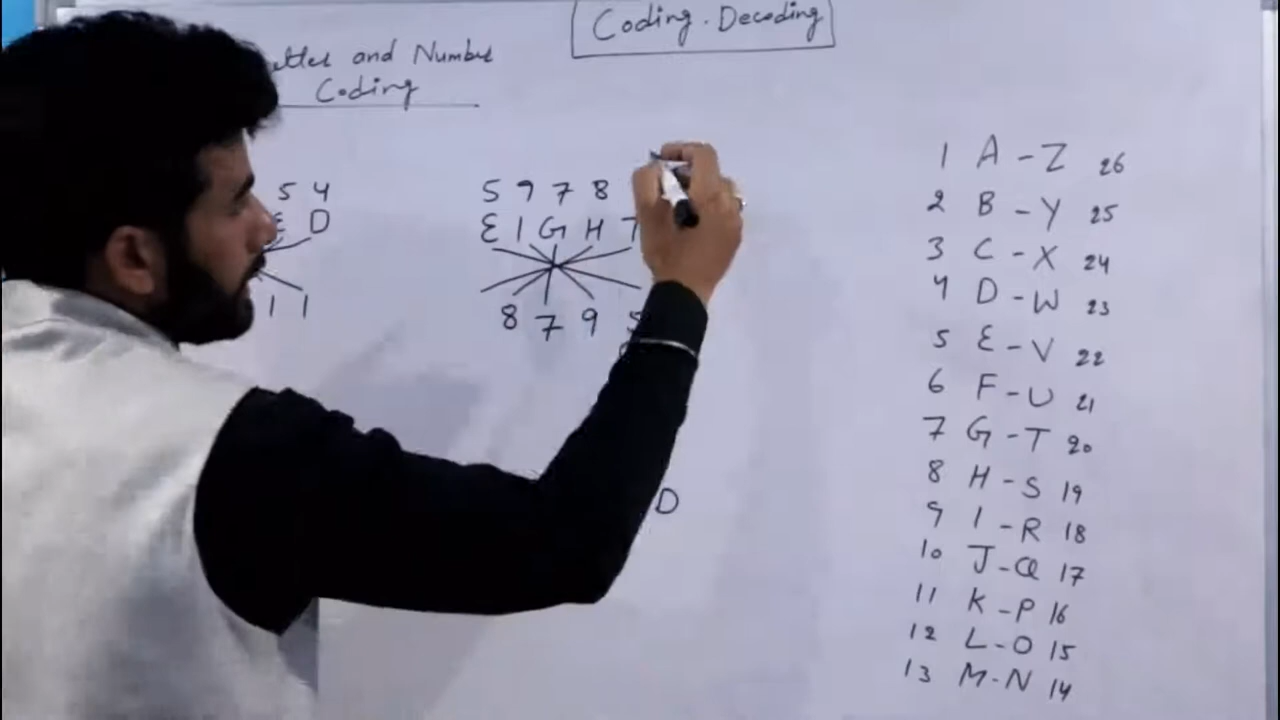 Coding. Decoding
and Number
Coding
5 4
E D
1 1
5 9 7 8
E I G H T
8 7 9 5
D
1 A - Z 26
2 B - Y 25
3 C - X 24
4 D - W 23
5 E - V 22
6 F - U 21
7 G - T 20
8 H - S 19
9 I - R 18
10 J - Q 17
11 K - P 16
12 L - O 15
13 M - N 14